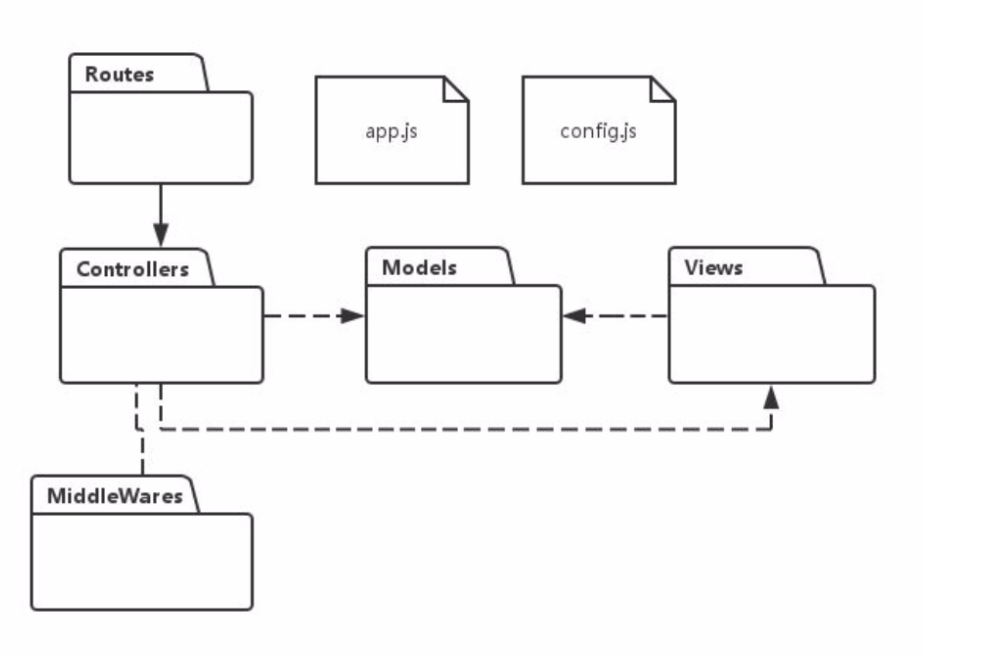 Routes
app.js
config.js
Controllers
Models
Views
MiddleWares